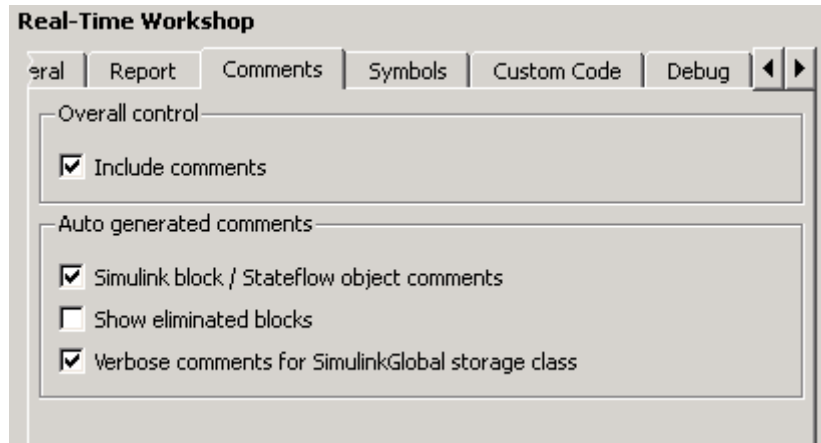 Real-Time Workshop
eral Report Comments Symbols Custom Code Debug
Overall control
Include comments
Auto generated comments
Simulink block / Stateflow object comments
Show eliminated blocks
Verbose comments for SimulinkGlobal storage class